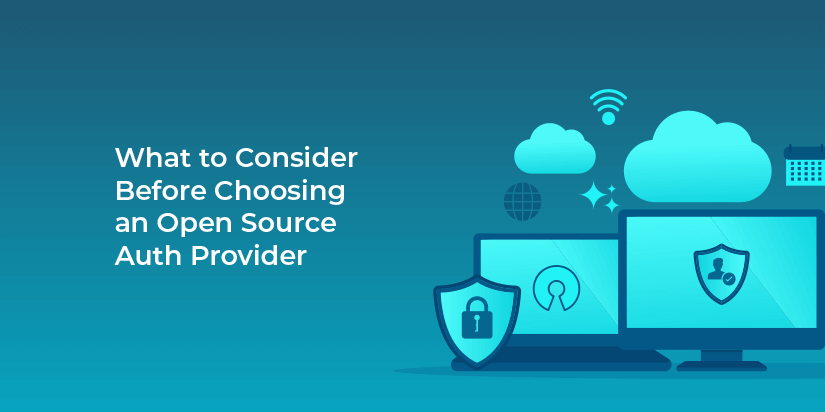 What to Consider
Before Choosing
an Open Source
Auth Provider